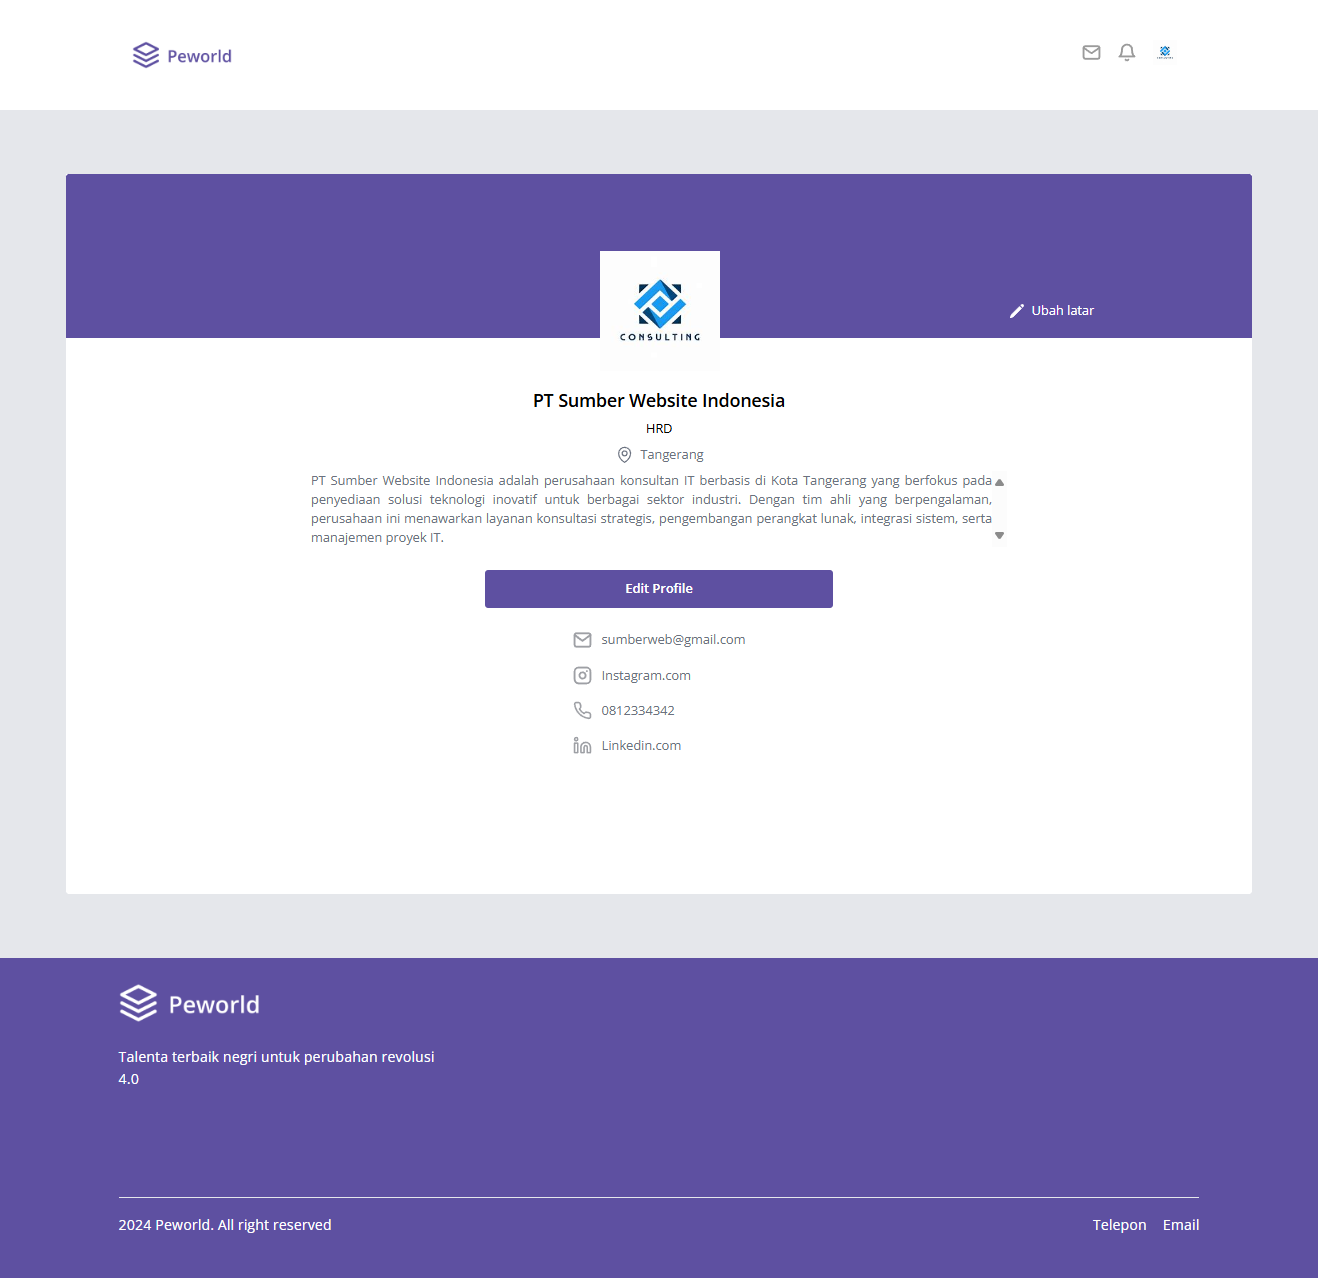 Peworld
CONSULTING
Ubah latar
PT Sumber Website Indonesia
HRD
Tangerang
PT Sumber Website Indonesia adalah perusahaan konsultan IT berbasis di Kota Tangerang yang berfokus pada
penyediaan solusi teknologi inovatif untuk berbagai sektor industri. Dengan tim ahli yang berpengalaman,
perusahaan ini menawarkan layanan konsultasi strategis, pengembangan perangkat lunak, integrasi sistem, serta
manajemen proyek IT.
Edit Profile
sumberweb@gmail.com
Instagram.com
0812334342
Linkedin.com
Peworld
Talenta terbaik negri untuk perubahan revolusi
4.0
2024 Peworld. All right reserved
Telepon Email